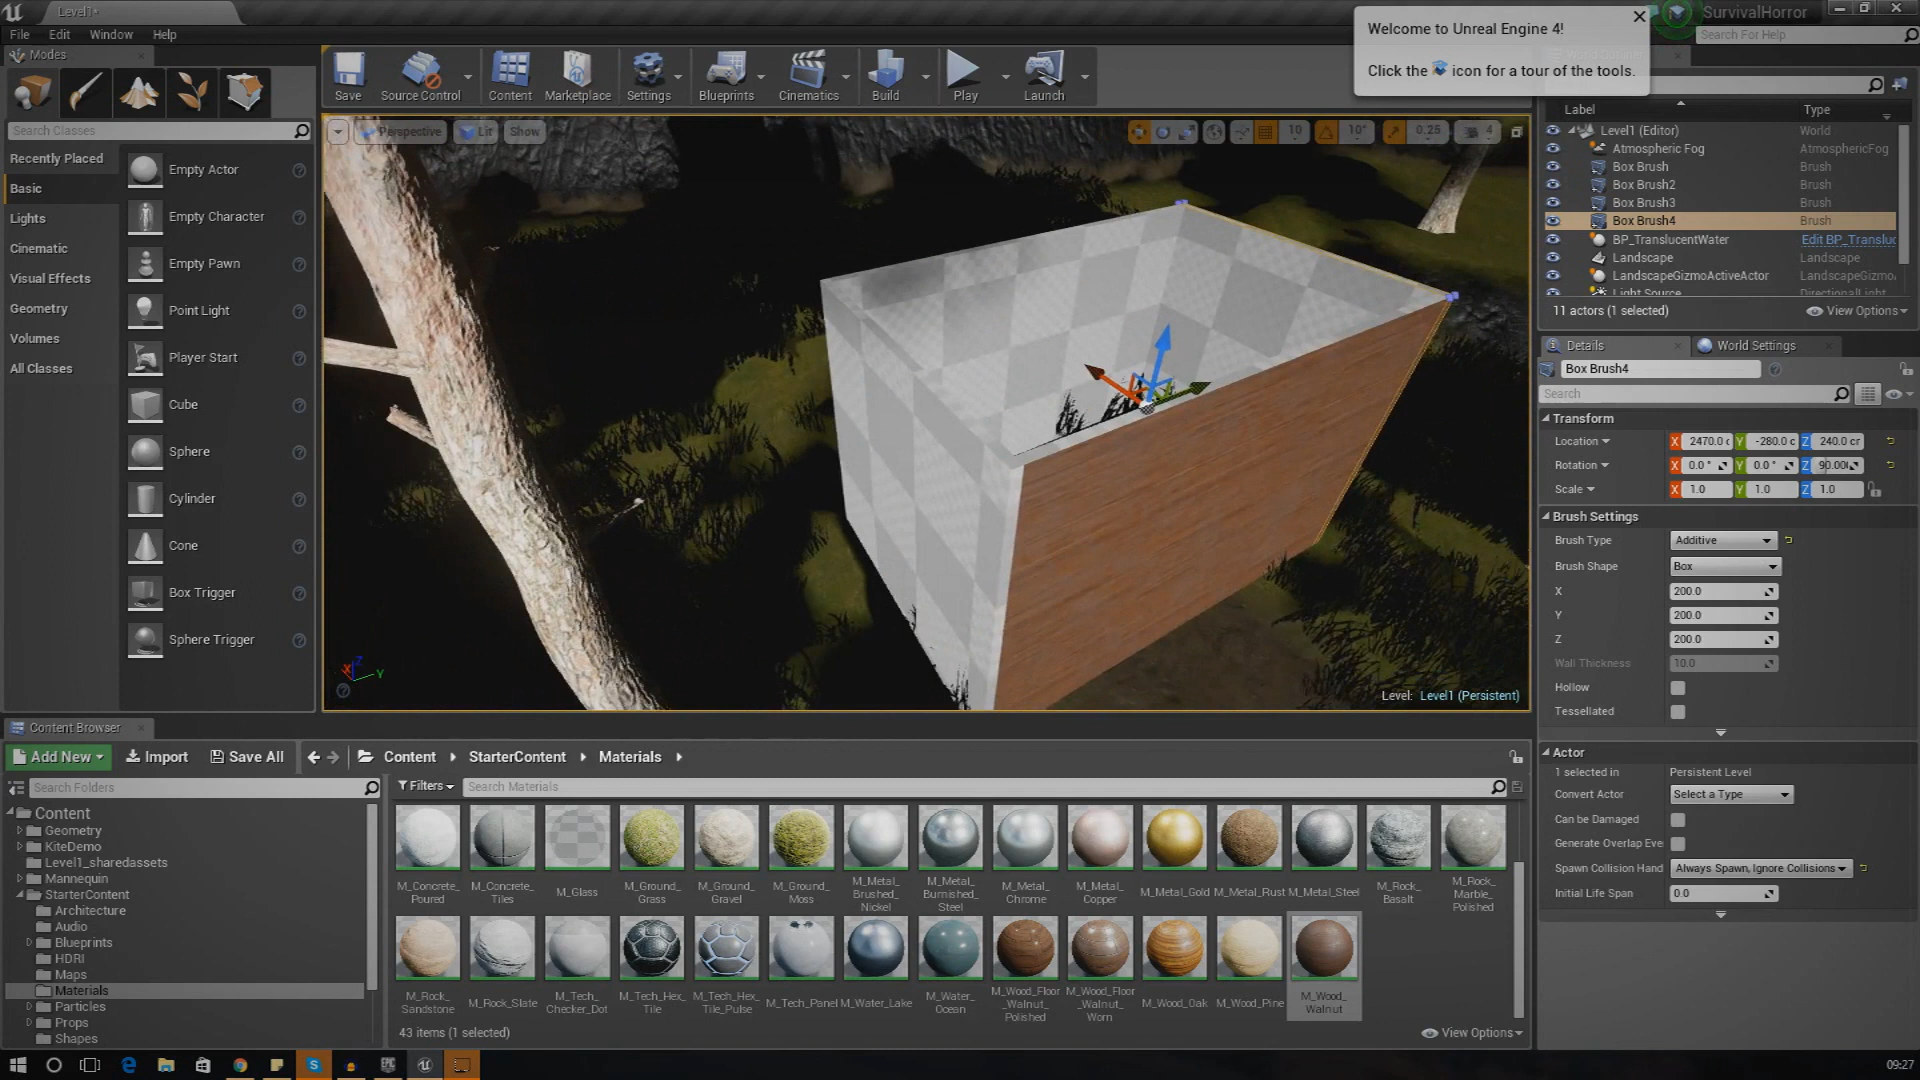 Level1*
SurvivalHorror
File Edit Window Help
Search For Help
Welcome to Unreal Engine 4!
Click the icon for a tour of the tools.
Modes
Save
Source Control
Content
Marketplace
Settings
Blueprints
Cinematics
Build
Play
Launch
Search Classes
Recently Placed
Basic
Lights
Cinematic
Visual Effects
Geometry
Volumes
All Classes
Empty Actor
Empty Character
Empty Pawn
Point Light
Player Start
Cube
Sphere
Cylinder
Cone
Box Trigger
Sphere Trigger
Perspective
Lit
Show
10
10°
0.25
4
X Z Y
Level: Level1 (Persistent)
Label Type
Level1 (Editor) World
Atmospheric Fog AtmosphericFog
Box Brush Brush
Box Brush2 Brush
Box Brush3 Brush
Box Brush4 Brush
BP_TranslucentWater Edit BP_Transluc
Landscape Landscape
LandscapeGizmoActiveActor LandscapeGizmo
Light Source DirectionalLight
11 actors (1 selected)
View Options
Details
World Settings
Box Brush4
Search
Transform
Location X 2470.0 c Y -280.0 c Z 240.0 cr
Rotation X 0.0 ° Y 0.0 ° Z 90.00
Scale X 1.0 Y 1.0 Z 1.0
Brush Settings
Brush Type Additive
Brush Shape Box
X 200.0
Y 200.0
Z 200.0
Wall Thickness 10.0
Hollow
Tessellated
Actor
1 selected in Persistent Level
Convert Actor Select a Type
Can be Damaged
Generate Overlap Eve
Spawn Collision Hand Always Spawn, Ignore Collisions
Initial Life Span 0.0
Content Browser
Add New
Import
Save All
Content
StarterContent
Materials
Search Folders
Filters
Search Materials
Content
Geometry
KiteDemo
Level1_sharedassets
Mannequin
StarterContent
Architecture
Audio
Blueprints
HDRI
Maps
Materials
Particles
Props
Shapes
M_Concrete_Poured
M_Concrete_Tiles
M_Glass
M_Ground_Grass
M_Ground_Gravel
M_Ground_Moss
M_Metal_Brushed_Nickel
M_Metal_Burnished_Steel
M_Metal_Chrome
M_Metal_Copper
M_Metal_Gold
M_Metal_Rust
M_Metal_Steel
M_Rock_Basalt
M_Rock_Marble_Polished
M_Rock_Sandstone
M_Rock_Slate
M_Tech_Checker_Dot
M_Tech_Hex_Tile
M_Tech_Hex_Tile_Pulse
M_Tech_Panel
M_Water_Lake
M_Water_Ocean
M_Wood_Floor_Walnut_Polished
M_Wood_Floor_Walnut_Worn
M_Wood_Oak
M_Wood_Pine
M_Wood_Walnut
43 items (1 selected)
View Options
09:27